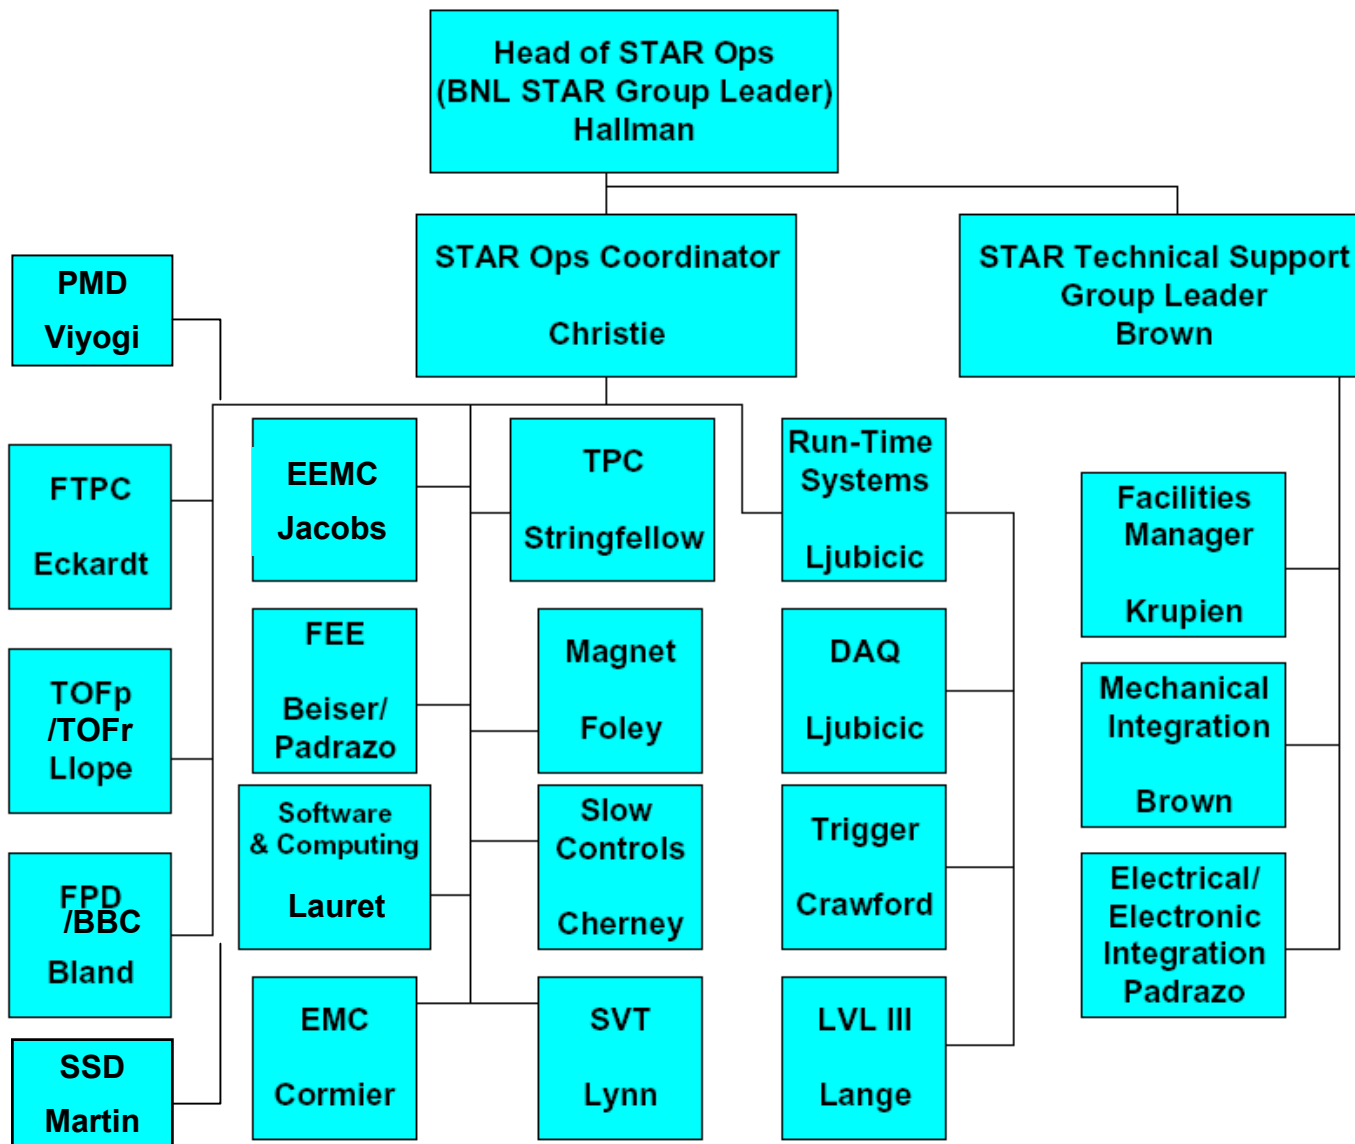 Head of STAR Ops
(BNL STAR Group Leader)
Hallman
STAR Ops Coordinator
Christie
STAR Technical Support
Group Leader
Brown
PMD
Viyogi
FTPC
Eckardt
TOFp
/TOFr
Llope
FPD
/BBC
Bland
SSD
Martin
EEMC
Jacobs
FEE
Beiser/
Padrazo
Software
& Computing
Lauret
EMC
Cormier
TPC
Stringfellow
Magnet
Foley
Slow
Controls
Cherney
SVT
Lynn
Run-Time
Systems
Ljubicic
DAQ
Ljubicic
Trigger
Crawford
LVL III
Lange
Facilities
Manager
Krupien
Mechanical
Integration
Brown
Electrical/
Electronic
Integration
Padrazo